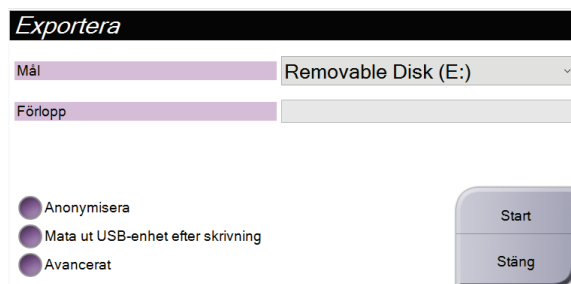 Exportera
Mål
Removable Disk (E:)
Förlopp
Anonymisera
Mata ut USB-enhet efter skrivning
Avancerat
Start
Stäng